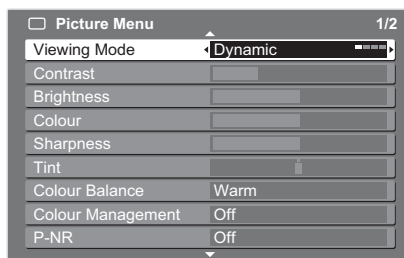 Picture Menu 1/2
Viewing Mode Dynamic
Contrast
Brightness
Colour
Sharpness
Tint
Colour Balance Warm
Colour Management Off
P-NR Off